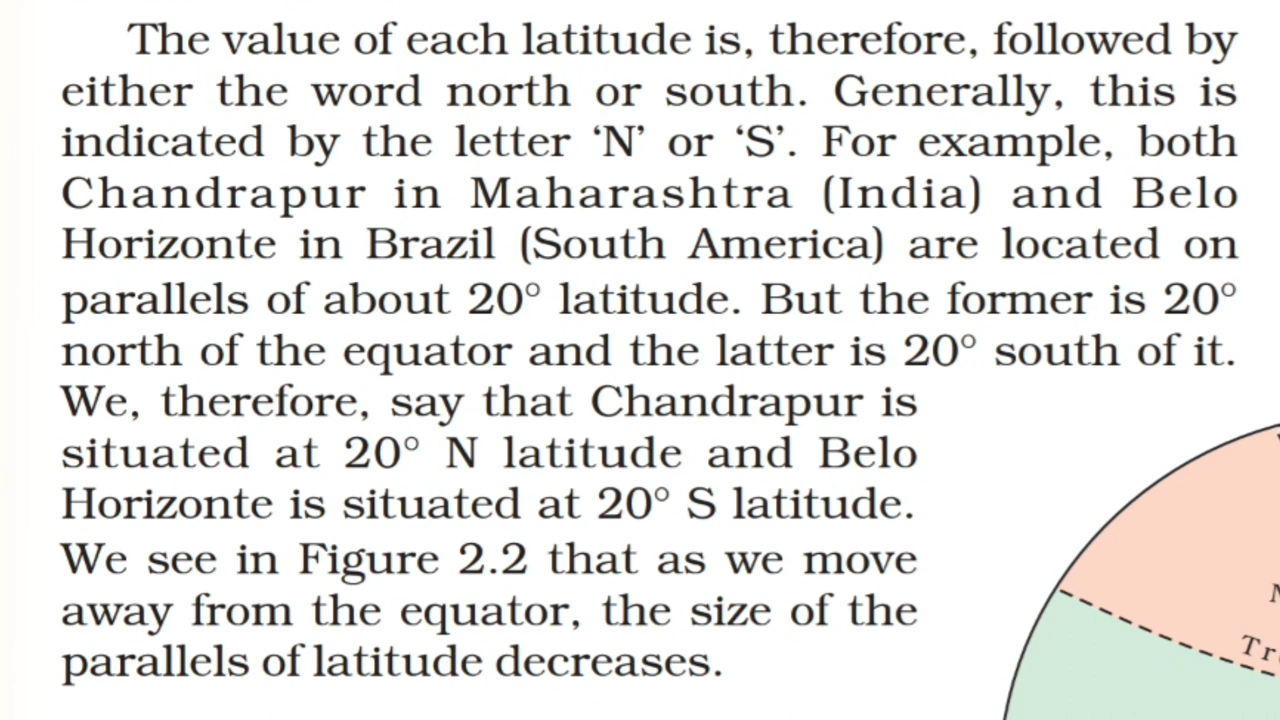 The value of each latitude is, therefore, followed by
either the word north or south. Generally, this is
indicated by the letter ‘N’ or ‘S’. For example, both
Chandrapur in Maharashtra (India) and Belo
Horizonte in Brazil (South America) are located on
parallels of about 20° latitude. But the former is 20°
north of the equator and the latter is 20° south of it.
We, therefore, say that Chandrapur is
situated at 20° N latitude and Belo
Horizonte is situated at 20° S latitude.
We see in Figure 2.2 that as we move
away from the equator, the size of the
parallels of latitude decreases.